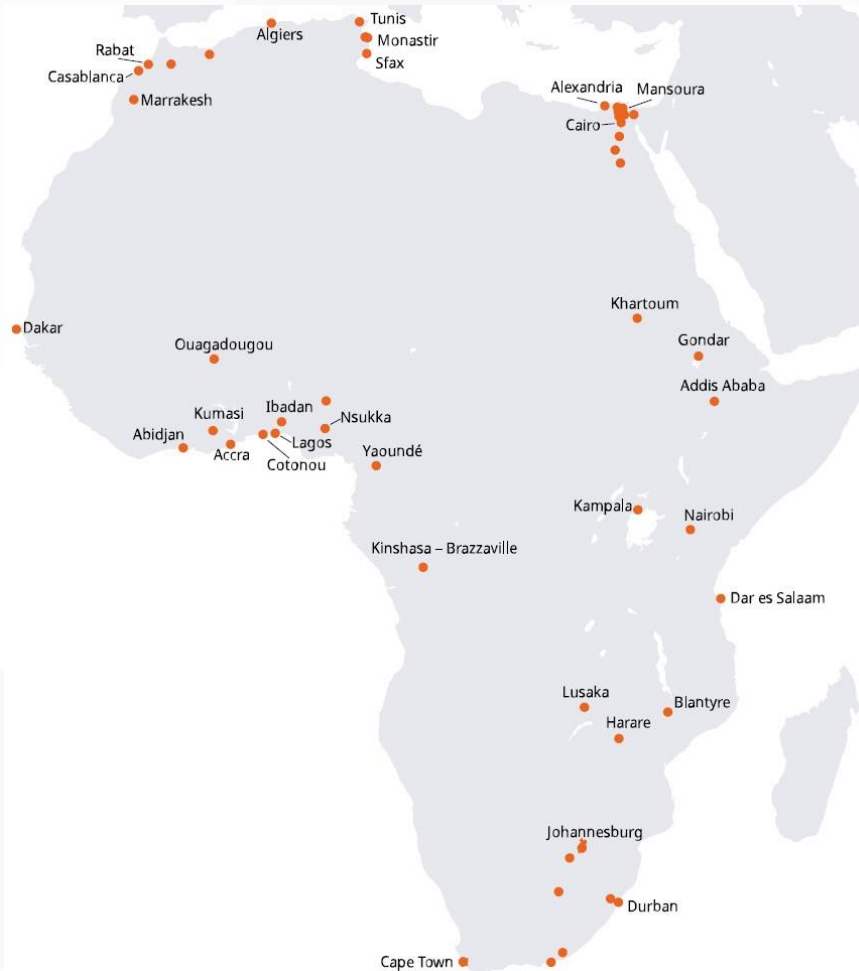 Tunis
Algiers
Rabat
Monastir
Sfax
Casablanca
Alexandria
Mansoura
Marrakesh
Cairo
Khartoum
Dakar
Gondar
Ouagadougou
Addis Ababa
Ibadan
Kumasi
Nsukka
Abidjan
Lagos
Accra
Cotonou
Yaoundé
Kampala
Nairobi
Kinshasa – Brazzaville
Dar es Salaam
Lusaka
Blantyre
Harare
Johannesburg
Durban
Cape Town